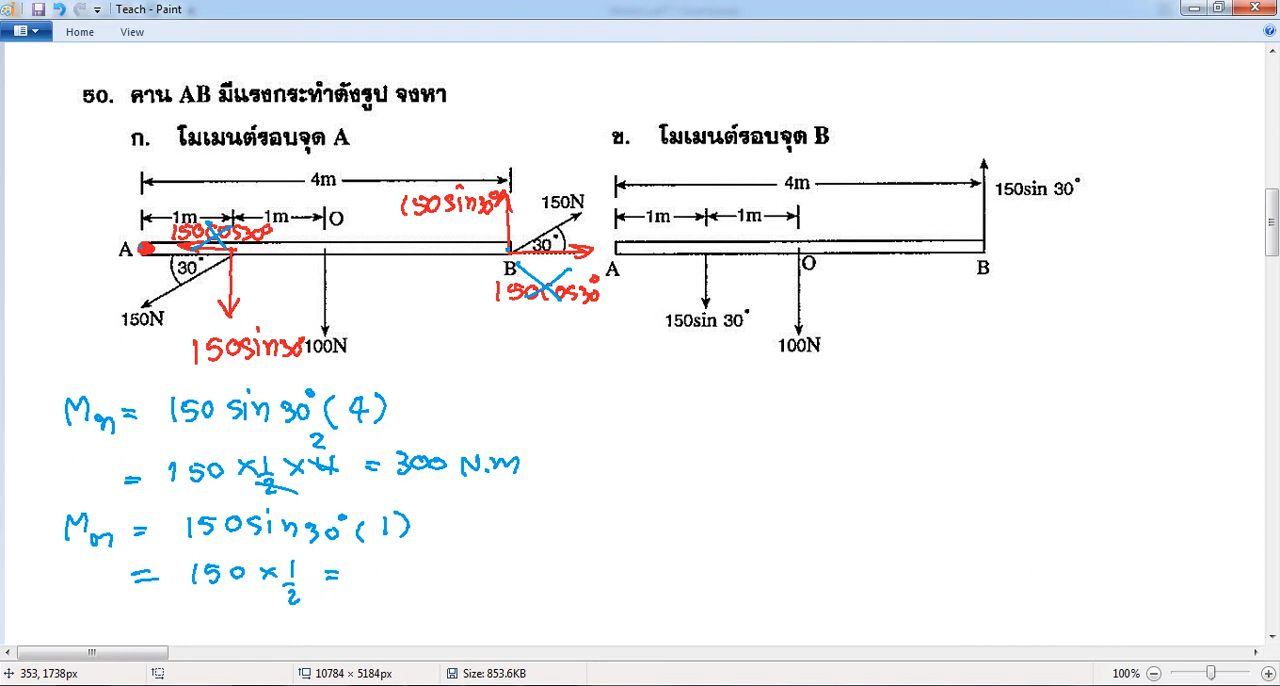 Teach - Paint
Home View
50. คาน AB มีแรงกระทำดังรูป จงหา
ก. โมเมนต์รอบจุด A
ข. โมเมนต์รอบจุด B
4m
150sin30°
150N
1m
1m
O
150cos30°
A
30°
30°
B
150cos30°
150N
150sin30°
100N
4m
150sin 30°
1m
1m
A
O
B
150sin 30°
100N
Mทวน = 150 sin 30° (4)
2
= 150 × 1/2 × 4 = 300 N.m
Mตาม = 150sin30° (1)
= 150 × 1/2 =
353, 1738px
10784 × 5184px
Size: 853.6KB
100%